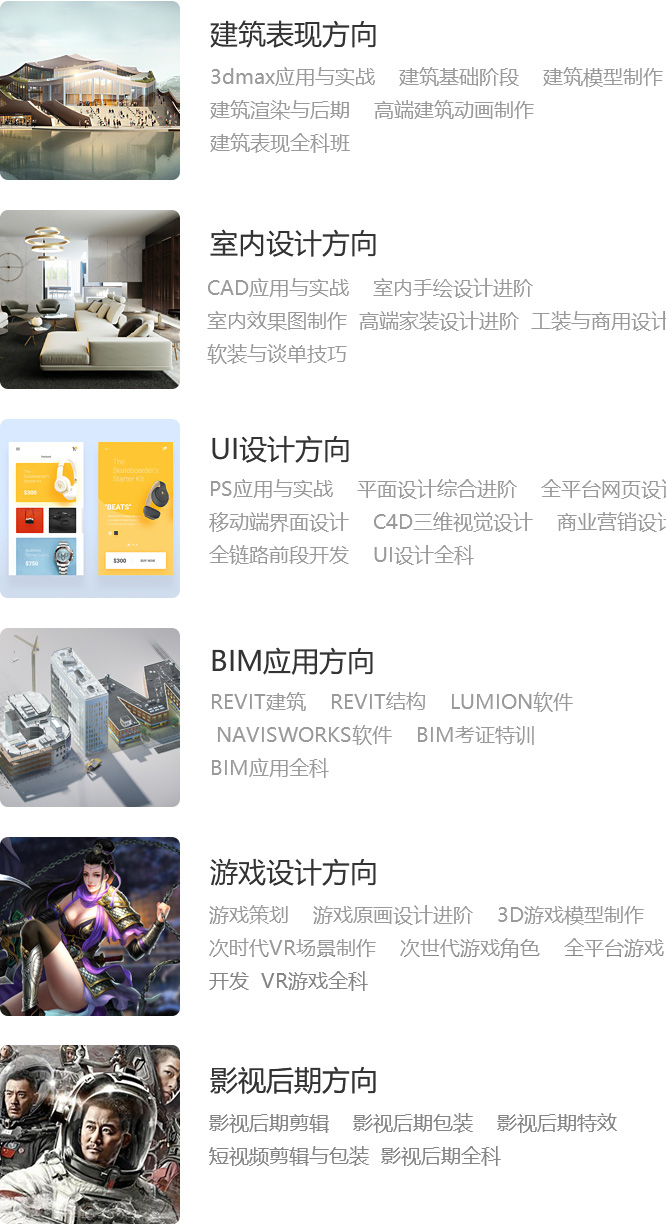 建筑表现方向
3dmax应用与实战 建筑基础阶段 建筑模型制作
建筑渲染与后期 高端建筑动画制作
建筑表现全科班
室内设计方向
CAD应用与实战 室内手绘设计进阶
室内效果图制作 高端家装设计进阶 工装与商用设计
软装与谈单技巧
UI设计方向
PS应用与实战 平面设计综合进阶 全平台网页设
移动端界面设计 C4D三维视觉设计 商业营销设计
全链路前段开发 UI设计全科
The
Skardboarder's
Starter Kit
$300
"BEATS"
$750
$300
BUY NOW
BIM应用方向
REVIT建筑 REVIT结构 LUMION软件
NAVISWORKS软件 BIM考证特训
BIM应用全科
游戏设计方向
游戏策划 游戏原画设计进阶 3D游戏模型制作
次时代VR场景制作 次世代游戏角色 全平台游戏
开发 VR游戏全科
影视后期方向
影视后期剪辑 影视后期包装 影视后期特效
短视频剪辑与包装 影视后期全科